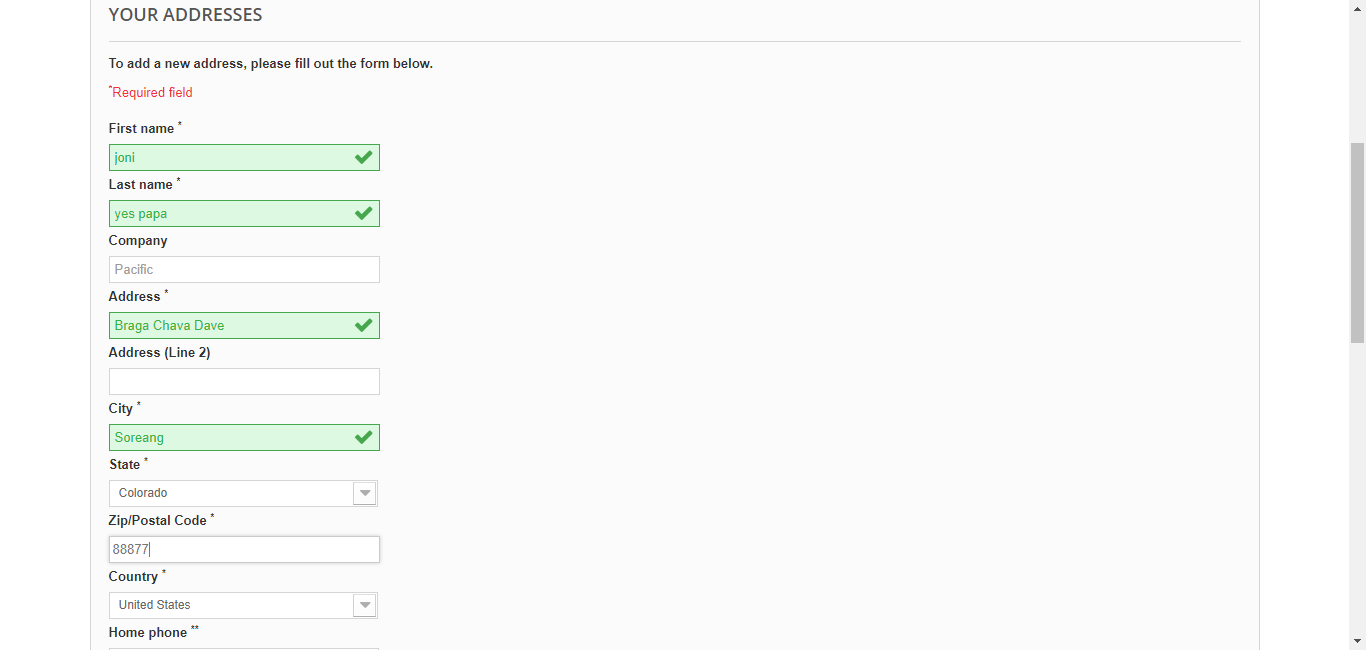 YOUR ADDRESSES
To add a new address, please fill out the form below.
*Required field
First name *
joni
Last name *
yes papa
Company
Pacific
Address *
Braga Chava Dave
Address (Line 2)
City *
Soreang
State *
Colorado
Zip/Postal Code *
88877
Country *
United States
Home phone **